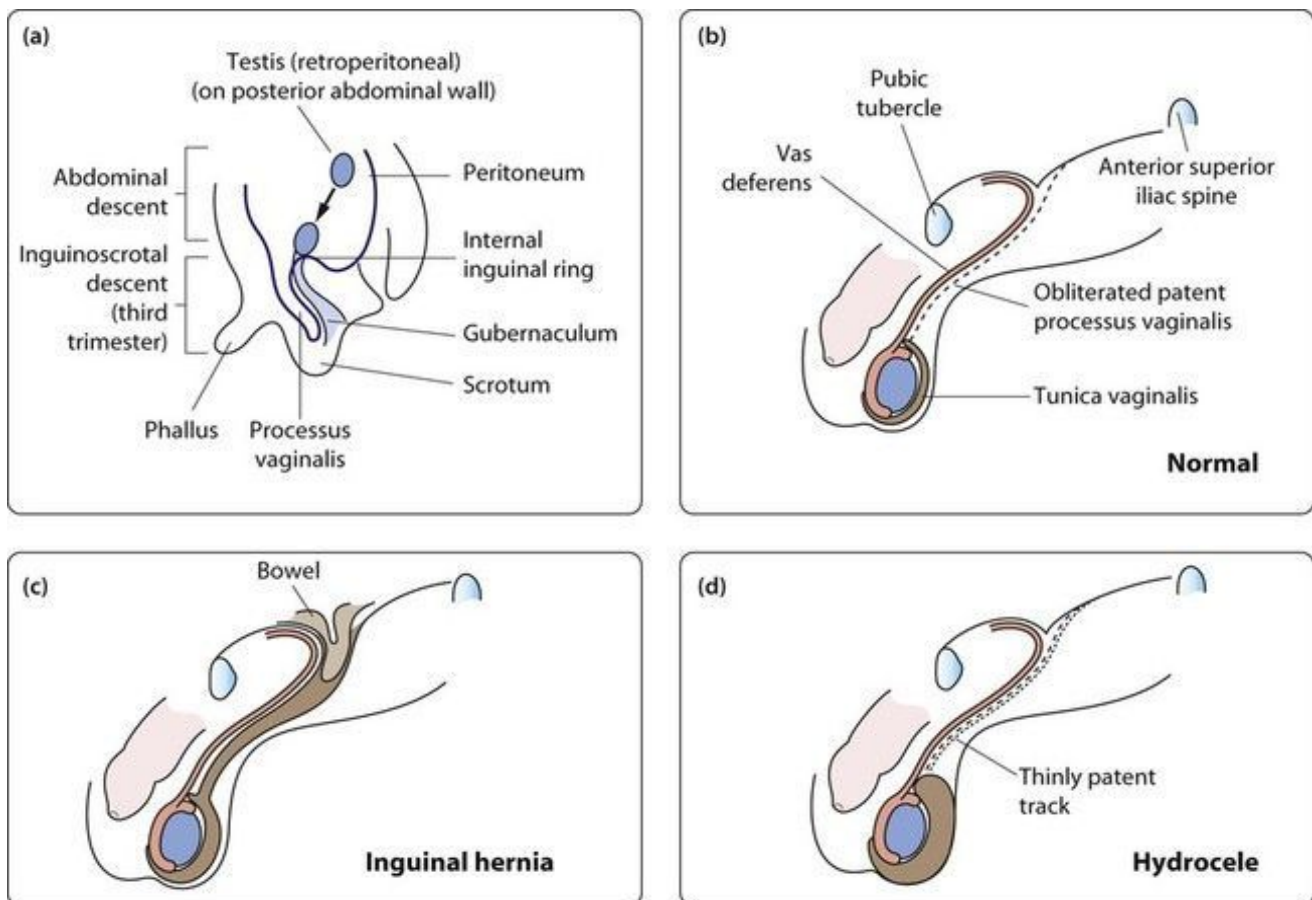 (a)
Testis (retroperitoneal)
(on posterior abdominal wall)
Abdominal
descent
Peritoneum
Inguinoscrotal
descent
(third
trimester)
Internal
inguinal ring
Gubernaculum
Scrotum
Phallus
Processus
vaginalis
(b)
Pubic
tubercle
Vas
deferens
Anterior superior
iliac spine
Obliterated patent
processus vaginalis
Tunica vaginalis
Normal
(c)
Bowel
Inguinal hernia
(d)
Thinly patent
track
Hydrocele